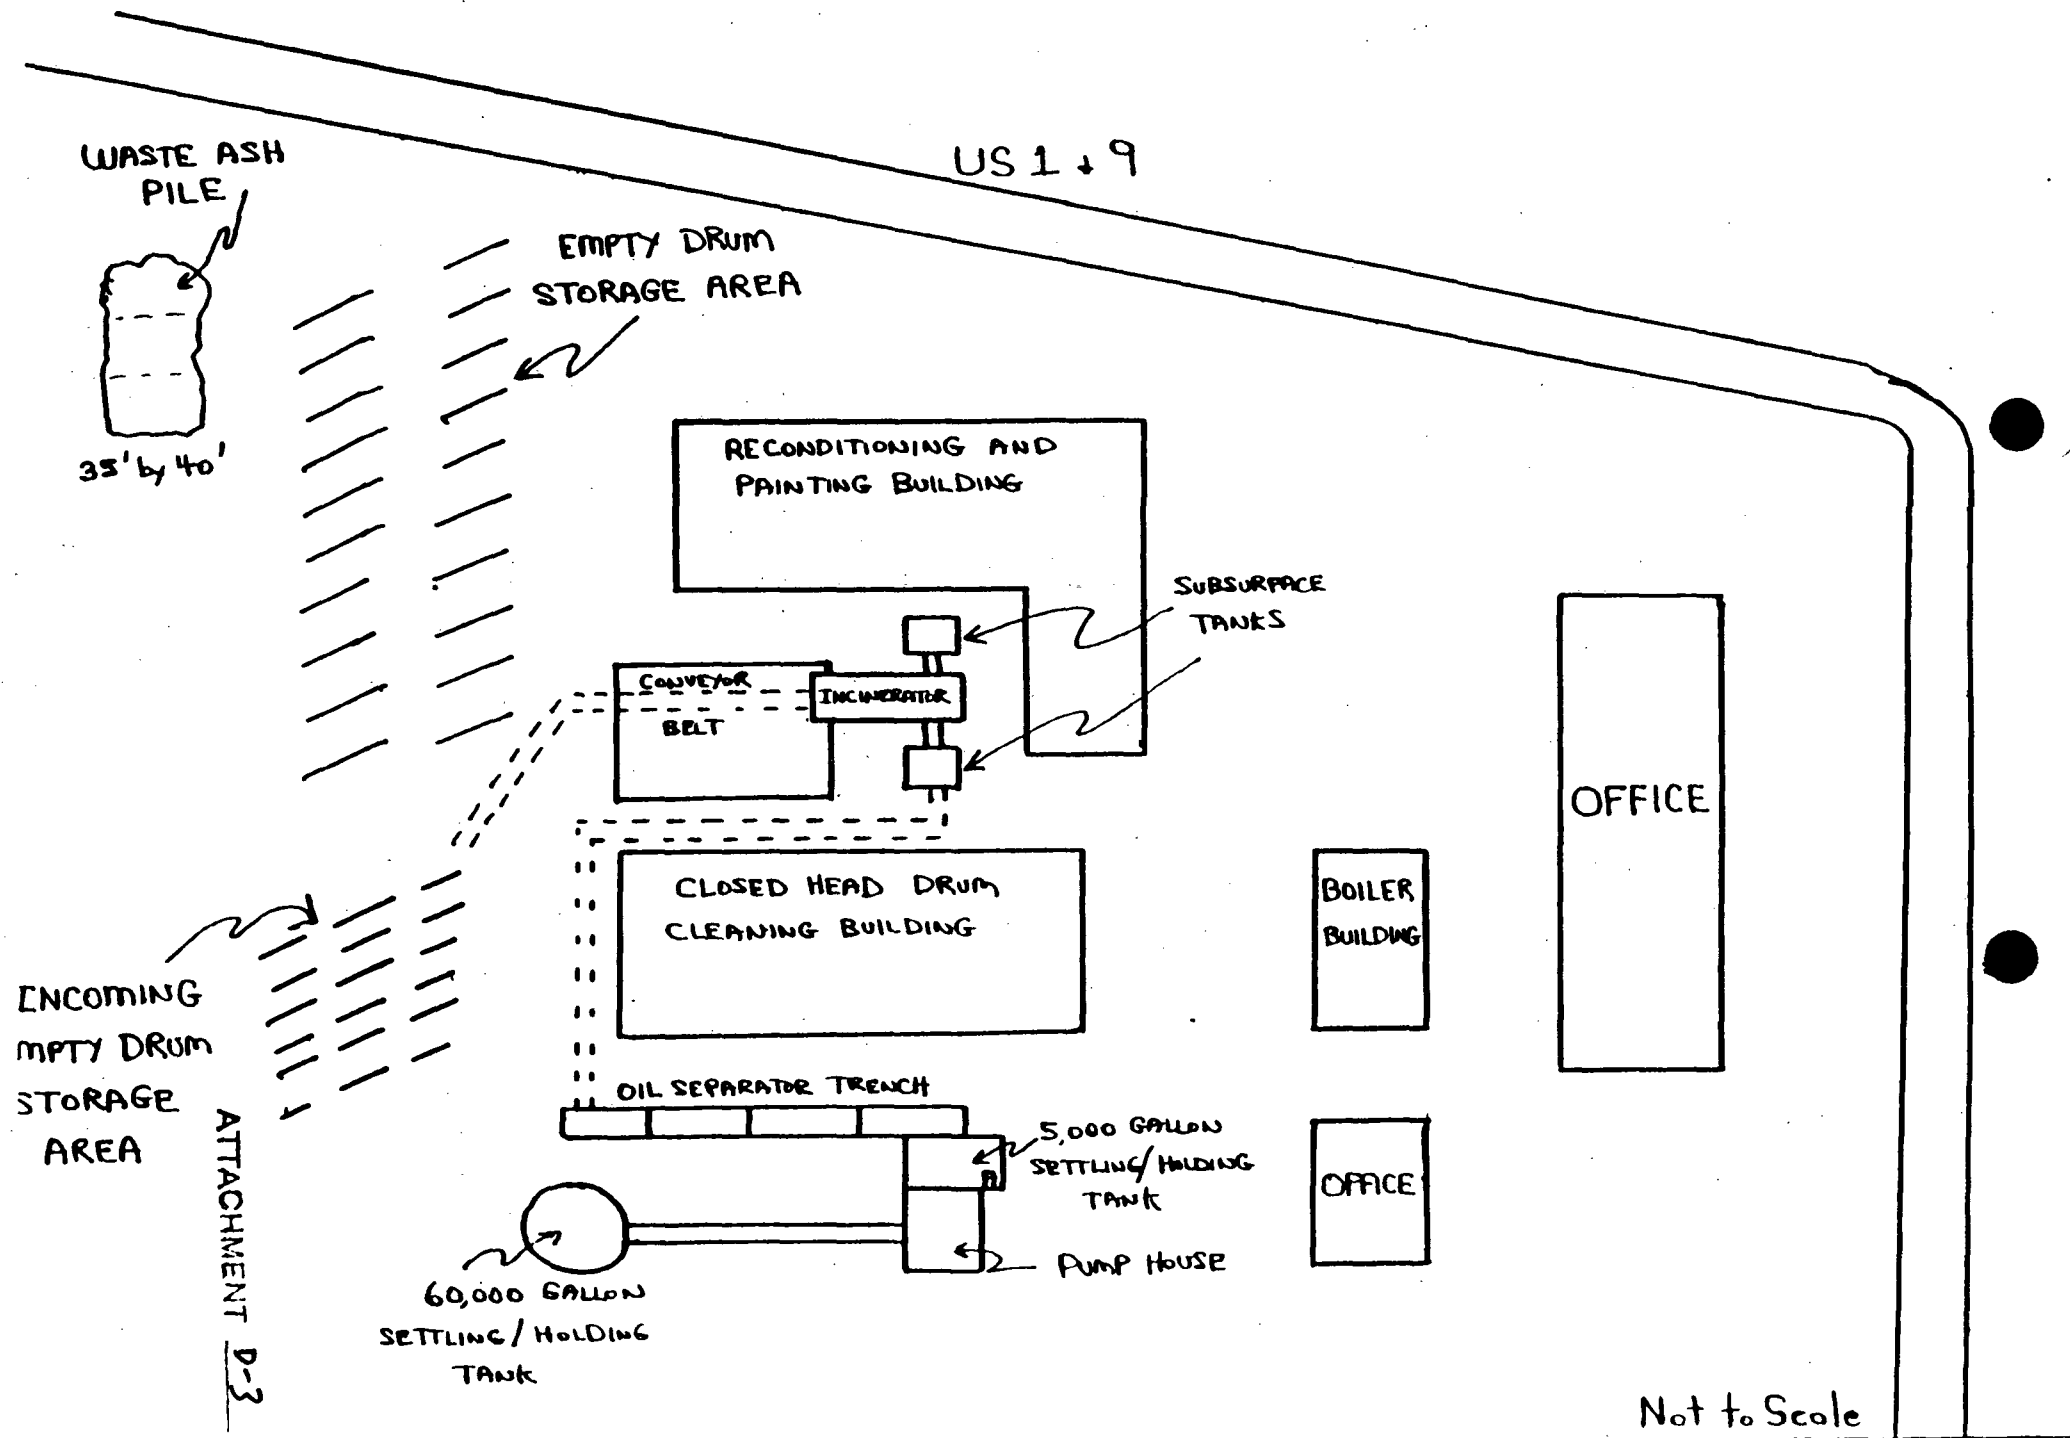 US 1 + 9
WASTE ASH
PILE
35' by 40'
EMPTY DRUM
STORAGE AREA
RECONDITIONING AND
PAINTING BUILDING
SUBSURFACE
TANKS
CONVEYOR
BELT
INCINERATOR
OFFICE
CLOSED HEAD DRUM
CLEANING BUILDING
BOILER
BUILDING
INCOMING
MPTY DRUM
STORAGE
AREA
OIL SEPARATOR TRENCH
5,000 GALLON
SETTLING/HOLDING
TANK
OFFICE
PUMP HOUSE
60,000 GALLON
SETTLING/HOLDING
TANK
ATTACHMENT D-3
Not to Scale